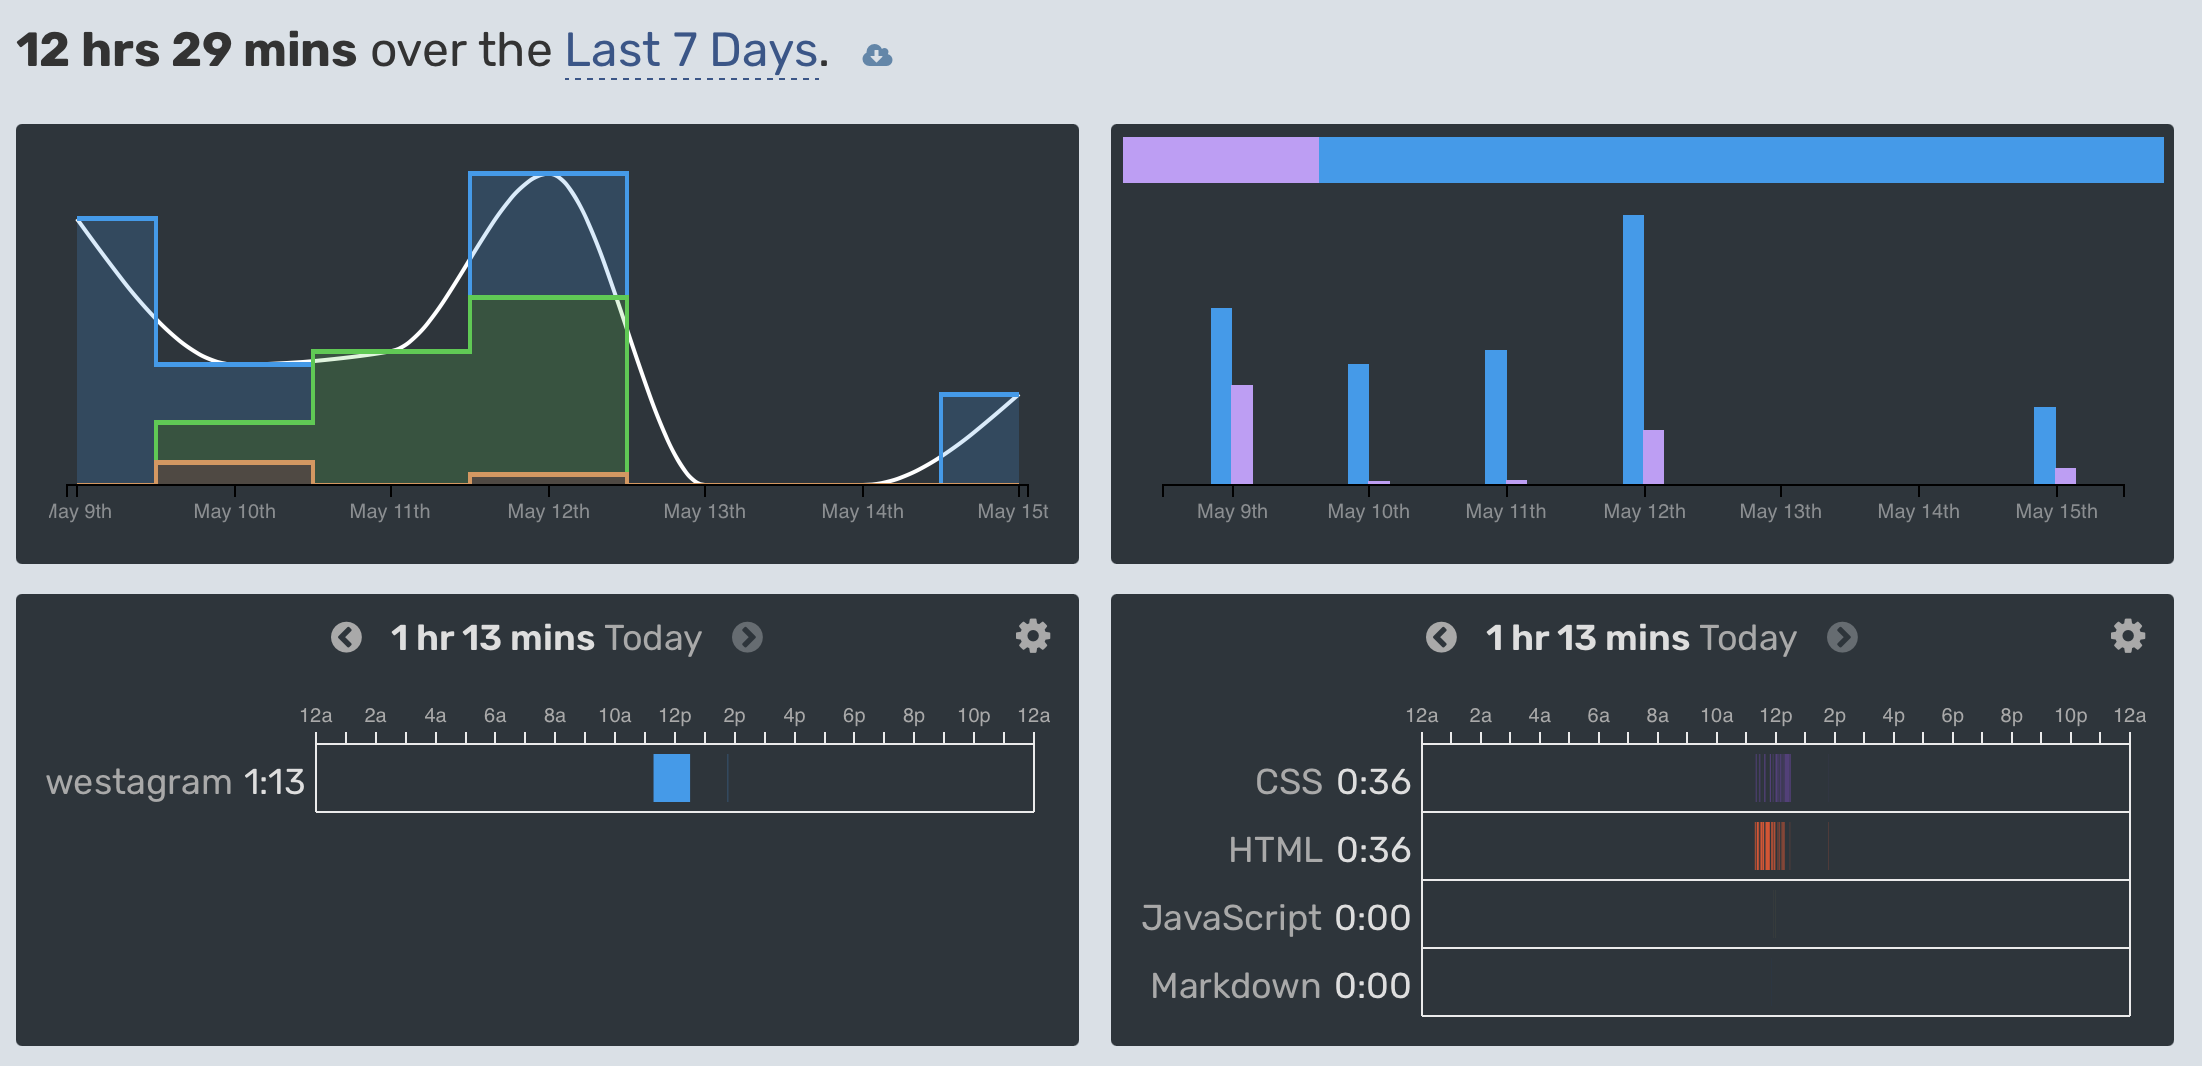 12 hrs 29 mins over the Last 7 Days.
May 9th May 10th May 11th May 12th May 13th May 14th May 15t
May 9th May 10th May 11th May 12th May 13th May 14th May 15th
1 hr 13 mins Today
12a 2a 4a 6a 8a 10a 12p 2p 4p 6p 8p 10p 12a
westagram 1:13
1 hr 13 mins Today
12a 2a 4a 6a 8a 10a 12p 2p 4p 6p 8p 10p 12a
CSS 0:36
HTML 0:36
JavaScript 0:00
Markdown 0:00